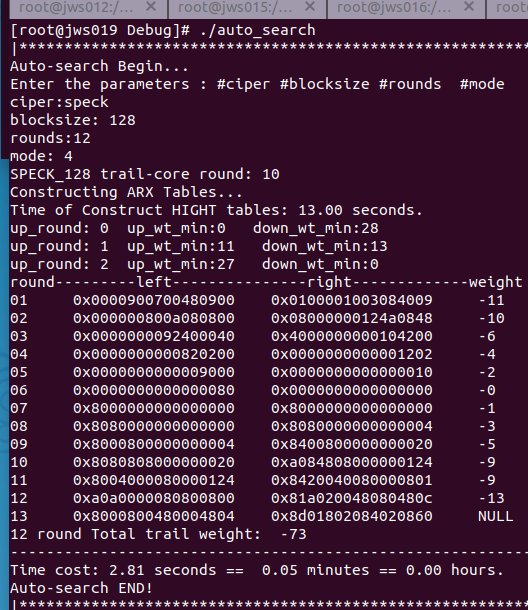 root@jws012:/... × root@jws015:/... × root@jws016:/... × root
[root@jws019 Debug]# ./auto_search
|****************************************************************
Auto-search Begin...
Enter the parameters : #ciper #blocksize #rounds  #mode
ciper:speck
blocksize: 128
rounds:12
mode: 4
SPECK_128 trail-core round: 10
Constructing ARX Tables...
Time of Construct HIGHT tables: 13.00 seconds.
up_round: 0  up_wt_min:0   down_wt_min:28
up_round: 1  up_wt_min:11   down_wt_min:13
up_round: 2  up_wt_min:27   down_wt_min:0
round---------left---------------right-------------weight
01     0x0000900700480900    0x0100001003084009    -11
02     0x000000800a080800    0x08000000124a0848    -10
03     0x0000000092400040    0x4000000000104200    -6
04     0x0000000000820200    0x0000000000001202    -4
05     0x0000000000009000    0x0000000000000010    -2
06     0x0000000000000080    0x0000000000000000    -0
07     0x8000000000000000    0x8000000000000000    -1
08     0x8080000000000000    0x8080000000000004    -3
09     0x8000800000000004    0x8400800000000020    -5
10     0x8080808000000020    0xa084808000000124    -9
11     0x8004000080000124    0x8420040080000801    -9
12     0xa0a0000080800800    0x81a020048080480c    -13
13     0x8000800480004804    0x8d01802084020860    NULL
12 round Total trail weight:  -73
----------------------------------------------------------------
Time cost: 2.81 seconds ==  0.05 minutes == 0.00 hours.
Auto-search END!
|****************************************************************